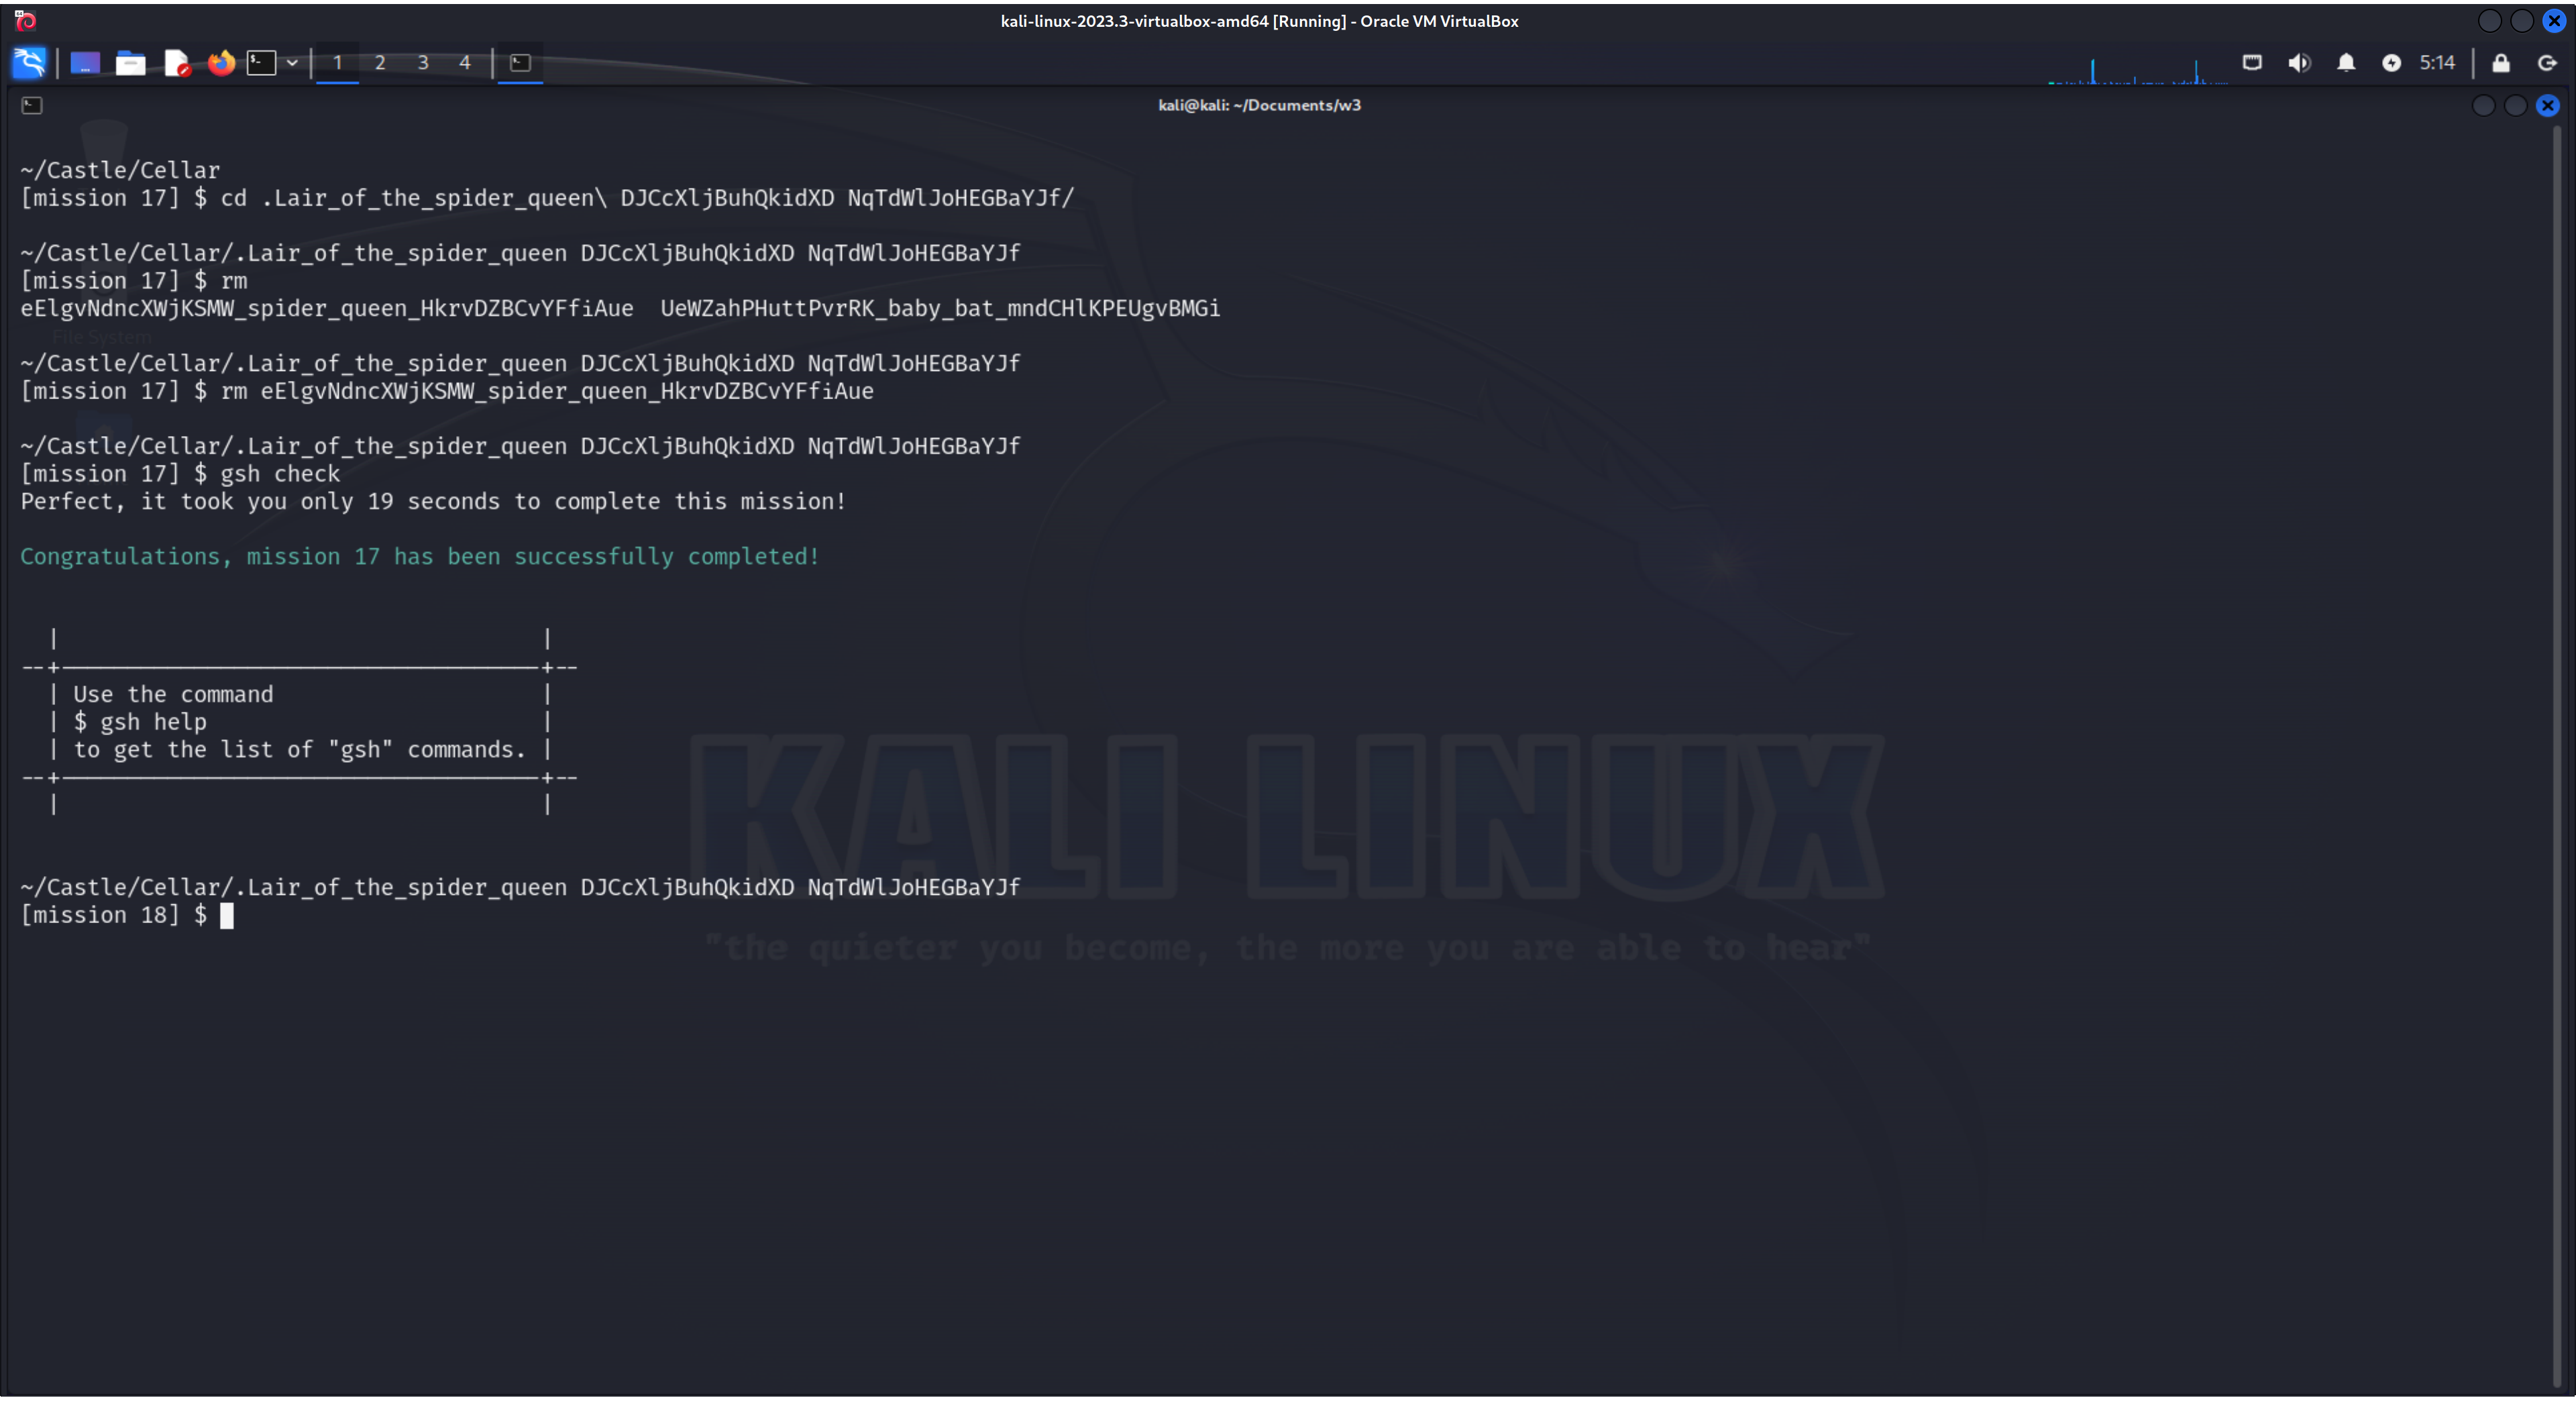 kali-linux-2023.3-virtualbox-amd64 [Running] - Oracle VM VirtualBox
1 2 3 4 5:14
kali@kali: ~/Documents/w3
~/Castle/Cellar
[mission 17] $ cd .Lair_of_the_spider_queen\ DJCcXljBuhQkidXD NqTdWlJoHEGBaYJf/
~/Castle/Cellar/.Lair_of_the_spider_queen DJCcXljBuhQkidXD NqTdWlJoHEGBaYJf
[mission 17] $ rm
eElgvNdncXWjKSMW_spider_queen_HkrvDZBCvYFfiAue  UeWZahPHuttPvrRK_baby_bat_mndCHlKPEUgvBMGi
File System
~/Castle/Cellar/.Lair_of_the_spider_queen DJCcXljBuhQkidXD NqTdWlJoHEGBaYJf
[mission 17] $ rm eElgvNdncXWjKSMW_spider_queen_HkrvDZBCvYFfiAue
~/Castle/Cellar/.Lair_of_the_spider_queen DJCcXljBuhQkidXD NqTdWlJoHEGBaYJf
[mission 17] $ gsh check
Perfect, it took you only 19 seconds to complete this mission!
Congratulations, mission 17 has been successfully completed!
Use the command
$ gsh help
to get the list of "gsh" commands.
KALI LINUX
~/Castle/Cellar/.Lair_of_the_spider_queen DJCcXljBuhQkidXD NqTdWlJoHEGBaYJf
[mission 18] $
"the quieter you become, the more you are able to hear"